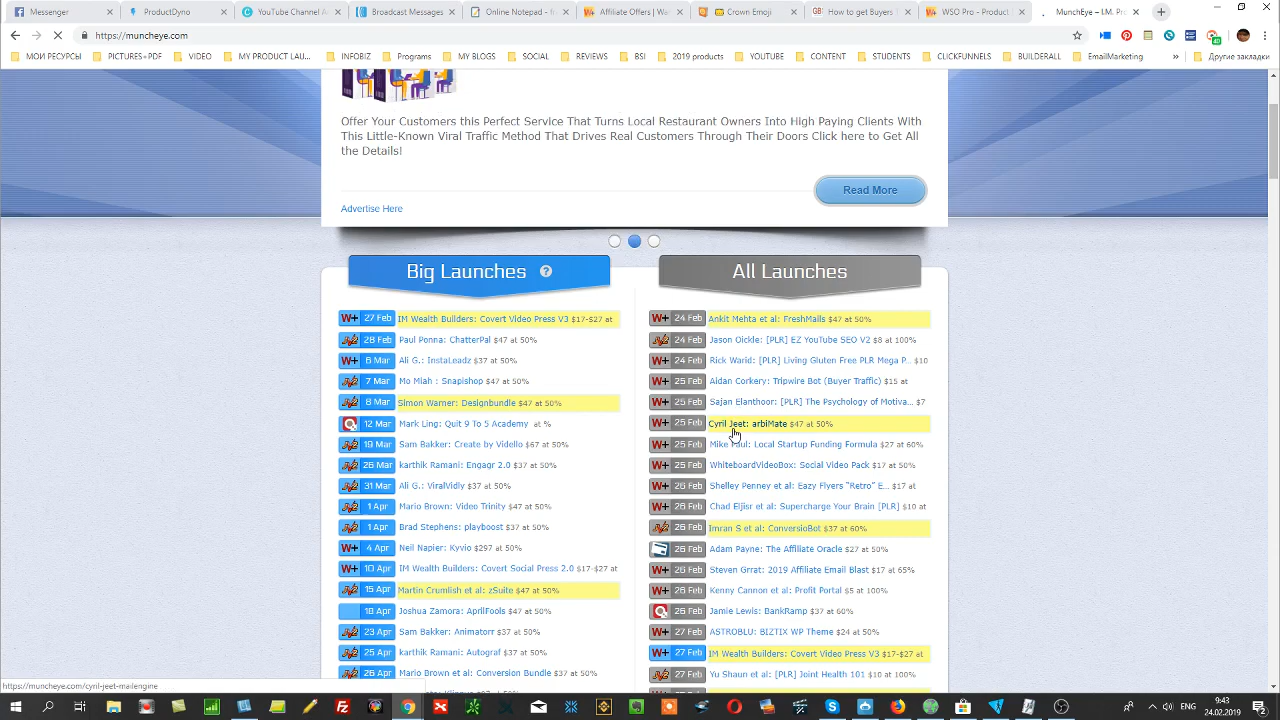 Messenger
ProductDyno
YouTube Channel A
Broadcast Messages
Online Notepad - fr
Affiliate Offers | War
Crown Emoji
How to get Buyers T
WSO Pro - Product L
MunchEye – LM. Pro
https://muncheye.com
МОИ РЕСУРСЫ
PICTURES+PDF
VIDEO
MY PRODUCT LAU...
INFOBIZ
Programs
MY BLOGS
SOCIAL
REVIEWS
BSI
2019 products
YOUTUBE
CONTENT
STUDENTS
CLICKFUNNELS
BUILDERALL
EmailMarketing
»
Другие закладки
Offer Your Customers this Perfect Service That Turns Local Restaurant Owners Into High Paying Clients With
This Little-Known Viral Traffic Method That Drives Real Customers Through Their Doors Click here to Get All
the Details!
Read More
Advertise Here
Big Launches ?
W+ 27 Feb IM Wealth Builders: Covert Video Press V3 $17-$27 at
28 Feb Paul Ponna: ChatterPal $47 at 50%
W+ 6 Mar Ali G.: InstaLeadz $37 at 50%
7 Mar Mo Miah : Snapishop $47 at 50%
8 Mar Simon Warner: Designbundle $47 at 50%
12 Mar Mark Ling: Quit 9 To 5 Academy at %
19 Mar Sam Bakker: Create by Vidello $67 at 50%
26 Mar karthik Ramani: Engagr 2.0 $37 at 50%
31 Mar Ali G.: ViralVidly $37 at 50%
1 Apr Mario Brown: Video Trinity $47 at 50%
1 Apr Brad Stephens: playboost $37 at 50%
W+ 4 Apr Neil Napier: Kyvio $297 at 50%
W+ 10 Apr IM Wealth Builders: Covert Social Press 2.0 $17-$27 at
15 Apr Martin Crumlish et al: zSuite $47 at 50%
18 Apr Joshua Zamora: AprilFools $47 at 50%
23 Apr Sam Bakker: Animatorr $37 at 50%
25 Apr karthik Ramani: Autograf $37 at 50%
26 Apr Mario Brown et al: Conversion Bundle $37 at 50%
All Launches
W+ 24 Feb Ankit Mehta et al: FreshMails $47 at 50%
24 Feb Jason Oickle: [PLR] EZ YouTube SEO V2 $8 at 100%
W+ 24 Feb Rick Warid: [PLR] Living Gluten Free PLR Mega P... $10
W+ 25 Feb Aidan Corkery: Tripwire Bot (Buyer Traffic) $15 at
W+ 25 Feb Sajan Elanthoor: [PLR] The Psychology of Motiva... $7
W+ 25 Feb Cyril Jeet: arbiMate $47 at 50%
W+ 25 Feb Mike Paul: Local Startup Funding Formula $27 at 60%
W+ 25 Feb WhiteboardVideoBox: Social Video Pack $17 at 50%
W+ 25 Feb Shelley Penney et al: Eazy Flyers “Retro” E... $17 at
W+ 25 Feb Chad Eljisr et al: Supercharge Your Brain [PLR] $10 at
26 Feb Imran S et al: ConversioBot $37 at 60%
26 Feb Adam Payne: The Affiliate Oracle $27 at 50%
W+ 26 Feb Steven Grrat: 2019 Affiliate Email Blast $17 at 65%
W+ 26 Feb Kenny Cannon et al: Profit Portal $5 at 100%
26 Feb Jamie Lewis: BankRamp $37 at 60%
W+ 27 Feb ASTROBLU: BIZTIX WP Theme $24 at 50%
W+ 27 Feb IM Wealth Builders: Covert Video Press V3 $17-$27 at
27 Feb Yu Shaun et al: [PLR] Joint Health 101 $10 at 100%
https://muncheye.com/cyril-jeet-mailengine
ENG
9:43
24.02.2019